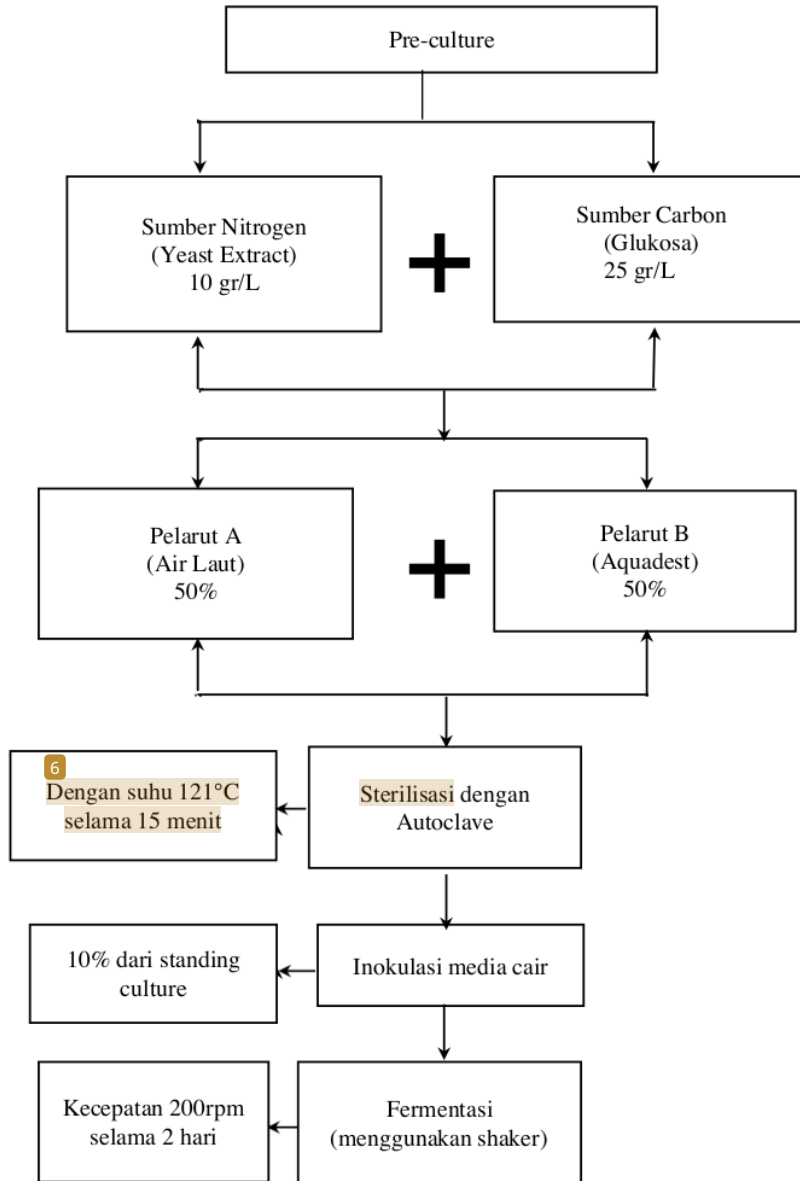 Pre-culture
Sumber Nitrogen
(Yeast Extract)
10 gr/L
Sumber Carbon
(Glukosa)
25 gr/L
Pelarut A
(Air Laut)
50%
Pelarut B
(Aquadest)
50%
6
Dengan suhu 121°C
selama 15 menit
Sterilisasi dengan
Autoclave
10% dari standing
culture
Inokulasi media cair
Kecepatan 200rpm
selama 2 hari
Fermentasi
(menggunakan shaker)